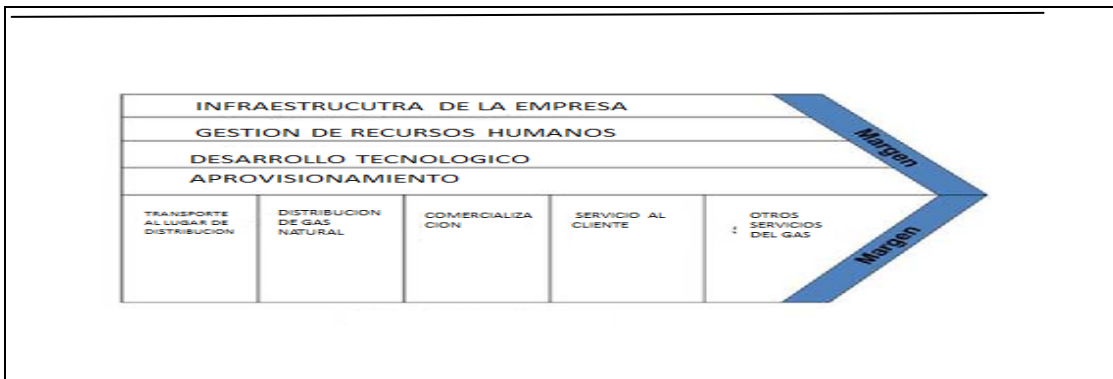 INFRAESTRUCUTRA DE LA EMPRESA
GESTION DE RECURSOS HUMANOS
DESARROLLO TECNOLOGICO
APROVISIONAMIENTO
Margen
TRANSPORTE
AL LUGAR DE
DISTRIBUCION
DISTRIBUCION
DE GAS
NATURAL
COMERCIALIZA
CION
SERVICIO AL
CLIENTE
: OTROS
SERVICIOS
DEL GAS
Margen